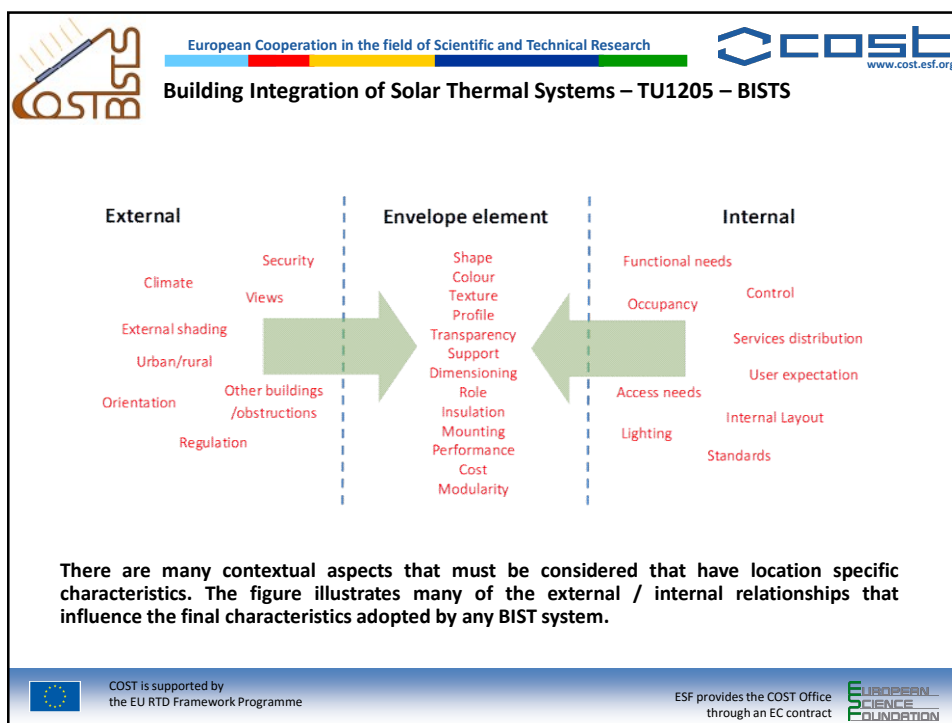 COST BISTS
European Cooperation in the field of Scientific and Technical Research
cost
www.cost.esf.org
Building Integration of Solar Thermal Systems – TU1205 – BISTS
External
Security
Climate
Views
External shading
Urban/rural
Other buildings
/obstructions
Orientation
Regulation
Envelope element
Shape
Colour
Texture
Profile
Transparency
Support
Dimensioning
Role
Insulation
Mounting
Performance
Cost
Modularity
Internal
Functional needs
Control
Occupancy
Services distribution
User expectation
Access needs
Internal Layout
Lighting
Standards
There are many contextual aspects that must be considered that have location specific
characteristics. The figure illustrates many of the external / internal relationships that
influence the final characteristics adopted by any BIST system.
COST is supported by
the EU RTD Framework Programme
ESF provides the COST Office
through an EC contract
EUROPEAN
SCIENCE
FOUNDATION